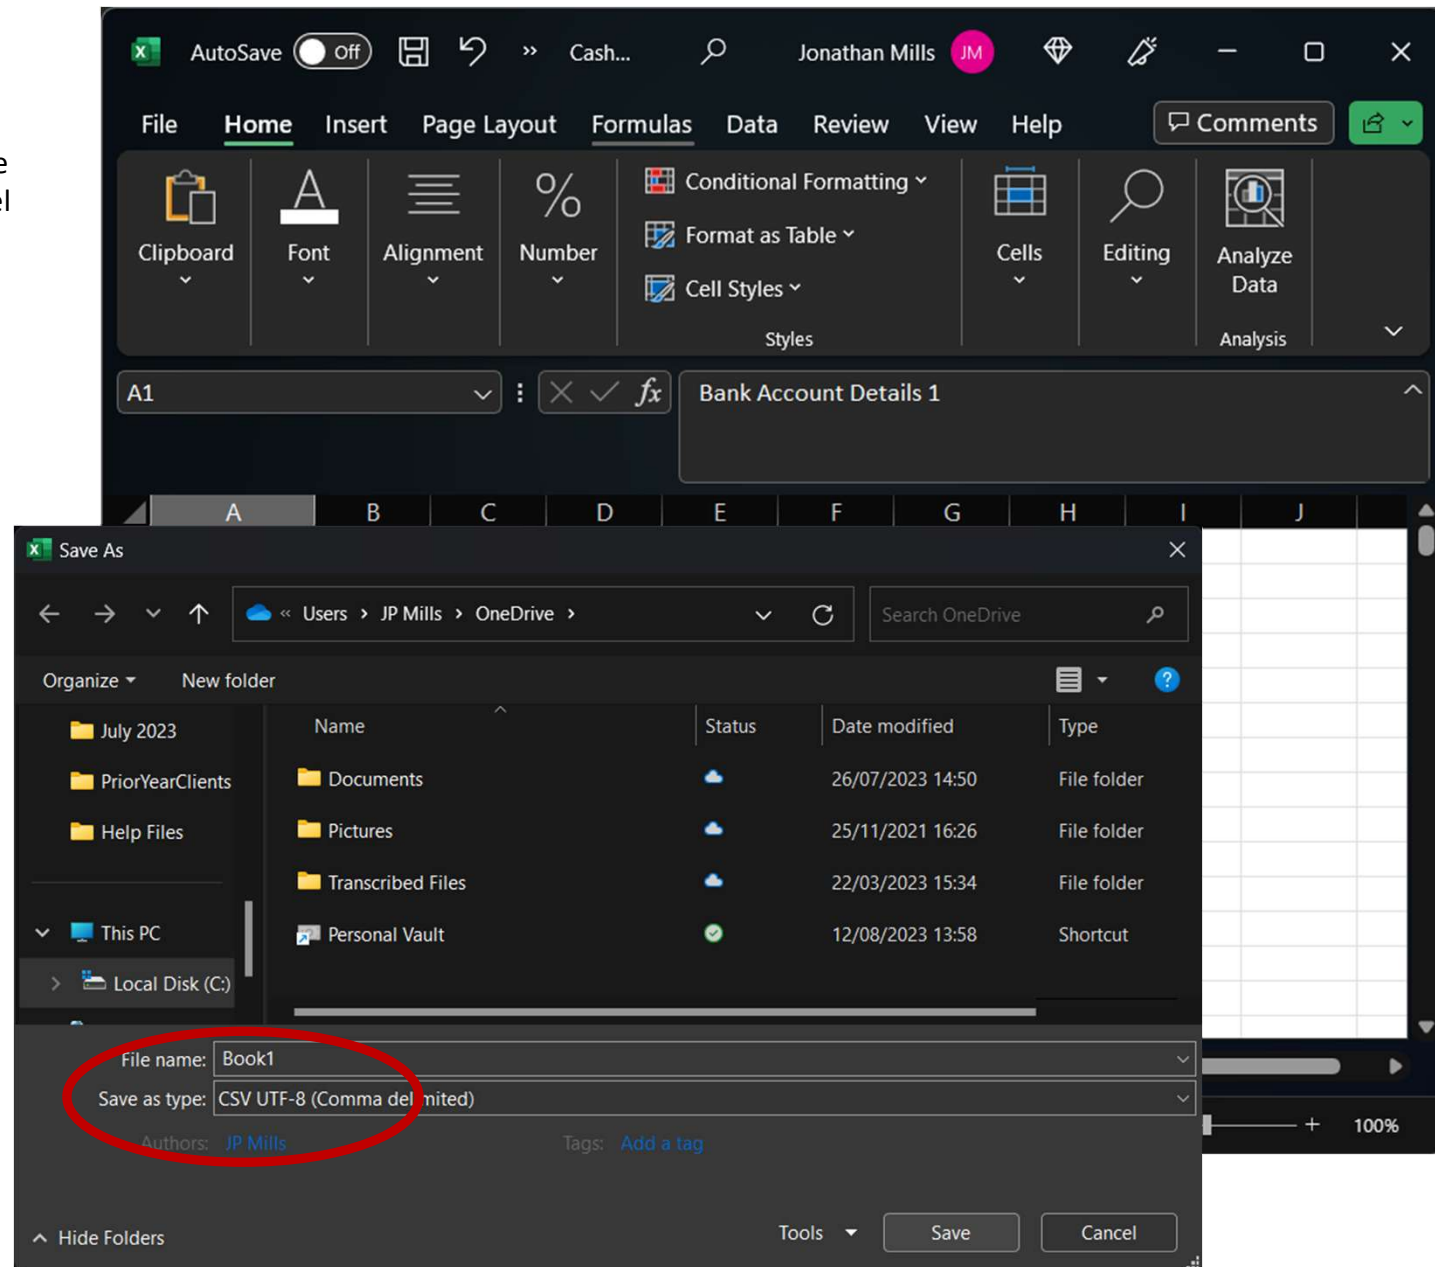 AutoSave Off » Cash... Jonathan Mills JM
File Home Insert Page Layout Formulas Data Review View Help Comments
e
el
Clipboard Font Alignment Number
Conditional Formatting
Format as Table
Cell Styles
Styles
Cells Editing
Analyze
Data
Analysis
A1 fx Bank Account Details 1
A B C D E F G H I J
Save As
« Users > JP Mills > OneDrive > Search OneDrive
Organize New folder ?
Name Status Date modified Type
July 2023
PriorYearClients
Help Files
This PC
Local Disk (C:)
Documents 26/07/2023 14:50 File folder
Pictures 25/11/2021 16:26 File folder
Transcribed Files 22/03/2023 15:34 File folder
Personal Vault 12/08/2023 13:58 Shortcut
File name: Book1
Save as type: CSV UTF-8 (Comma delimited)
Authors: JP Mills Tags: Add a tag
+ 100%
Hide Folders Tools Save Cancel